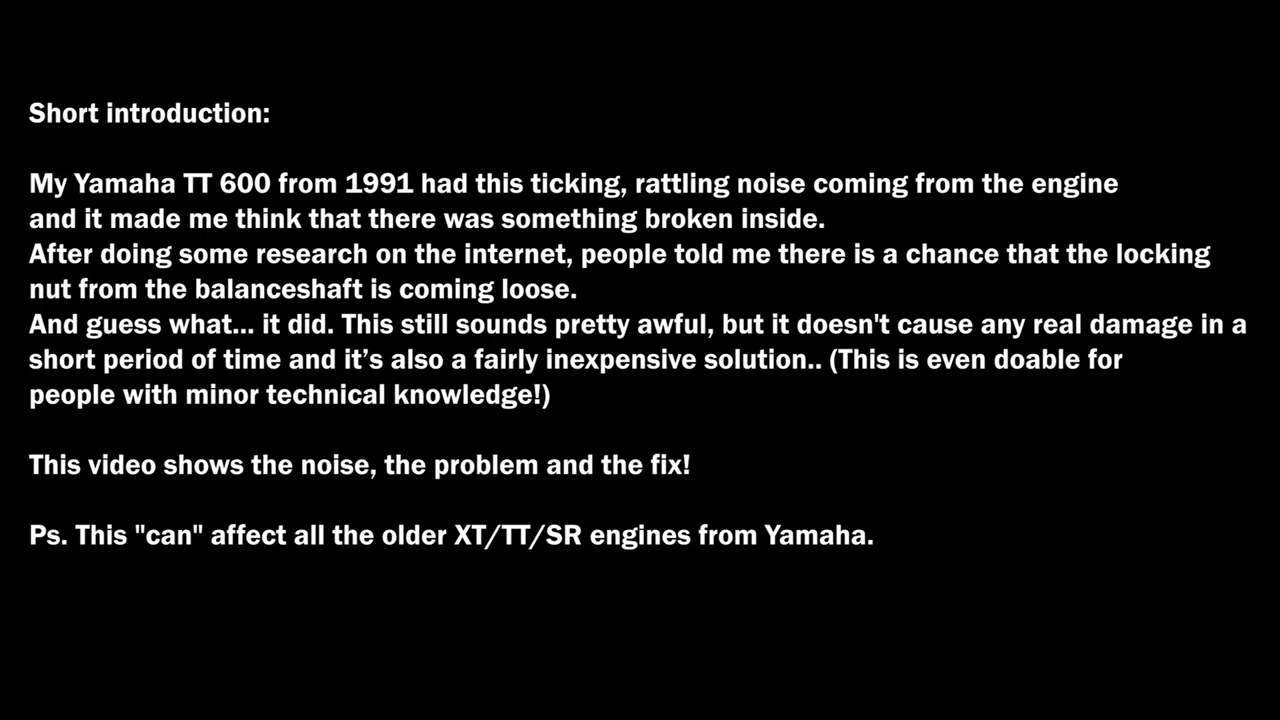 Short introduction:
My Yamaha TT 600 from 1991 had this ticking, rattling noise coming from the engine
and it made me think that there was something broken inside.
After doing some research on the internet, people told me there is a chance that the locking
nut from the balanceshaft is coming loose.
And guess what... it did. This still sounds pretty awful, but it doesn't cause any real damage in a
short period of time and it’s also a fairly inexpensive solution.. (This is even doable for
people with minor technical knowledge!)
This video shows the noise, the problem and the fix!
Ps. This "can" affect all the older XT/TT/SR engines from Yamaha.